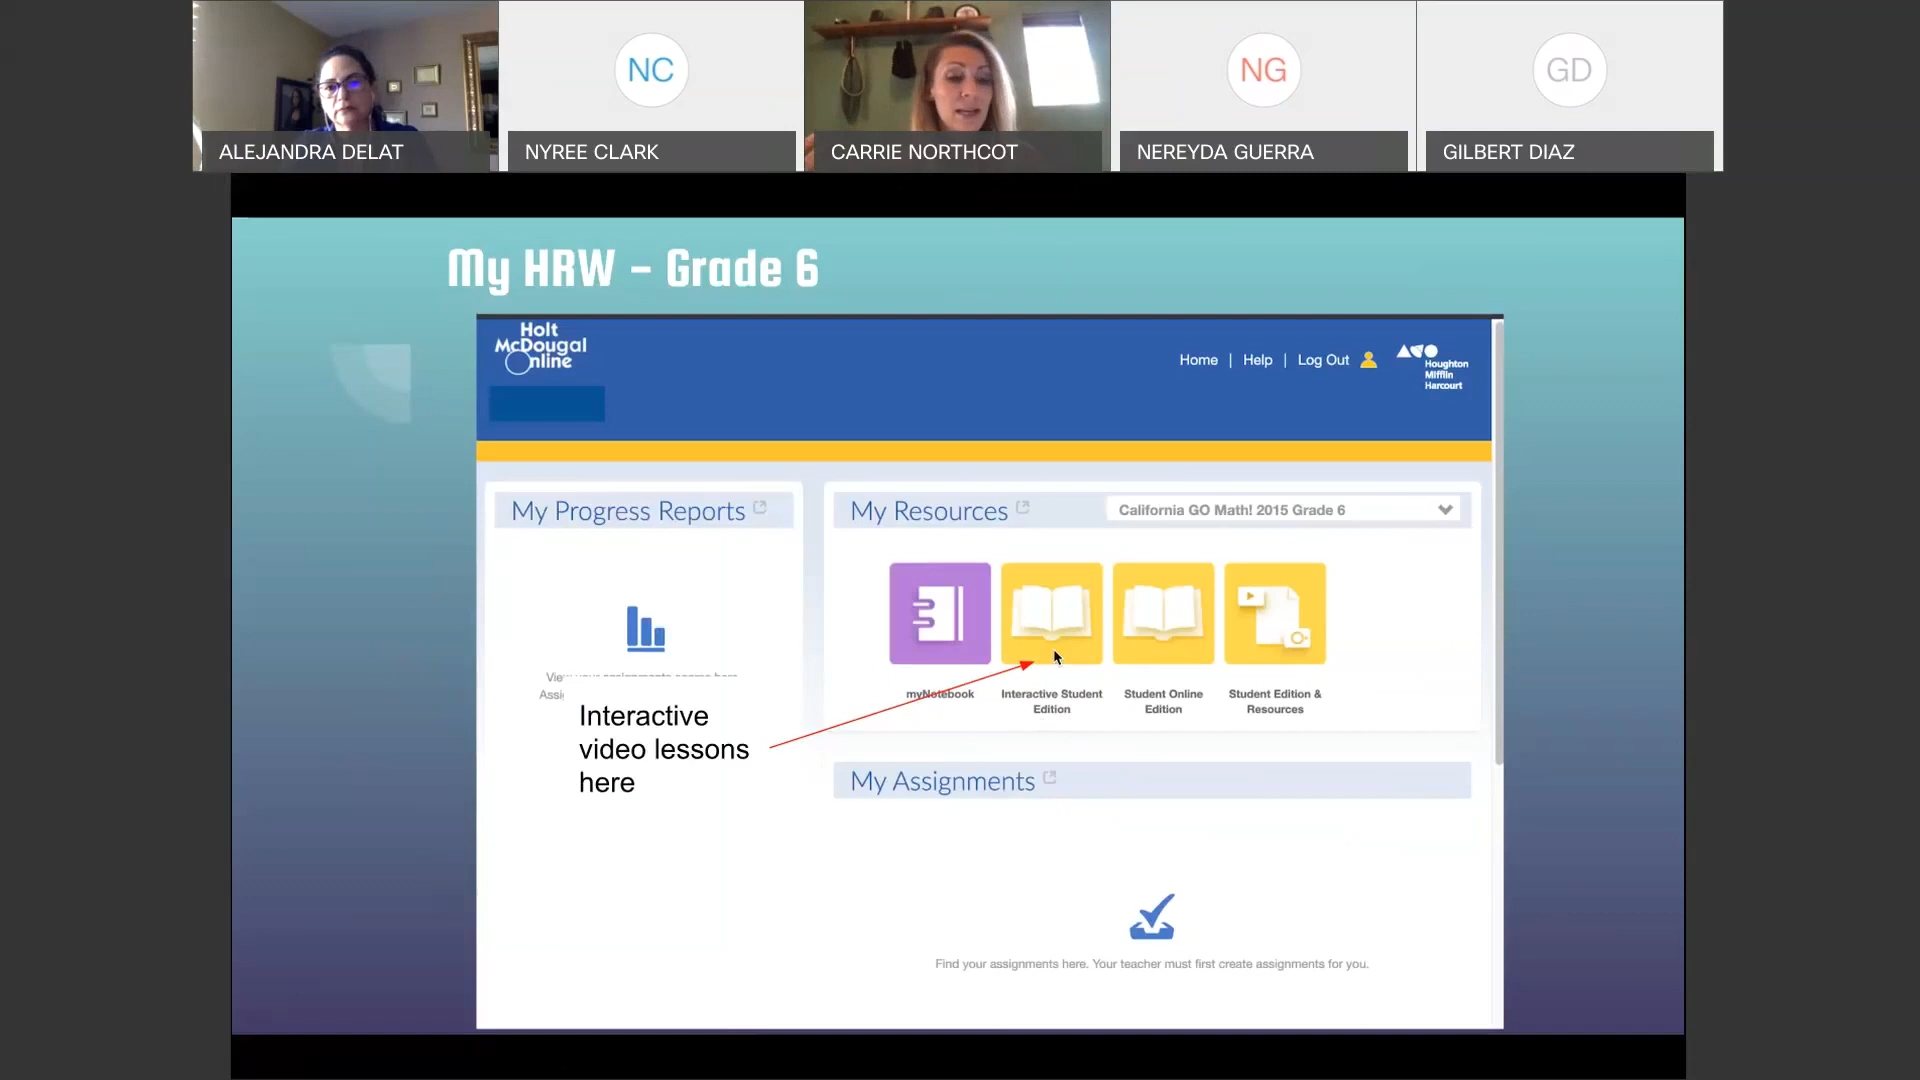 NC
NG
GD
ALEJANDRA DELAT
NYREE CLARK
CARRIE NORTHCOT
NEREYDA GUERRA
GILBERT DIAZ
My HRW - Grade 6
Holt
McDougal
Online
Home | Help | Log Out
Houghton
Mifflin
Harcourt
My Progress Reports
My Resources
California GO Math! 2015 Grade 6
myNotebook
Interactive Student
Edition
Student Online
Edition
Student Edition &
Resources
Interactive
video lessons
here
My Assignments
Find your assignments here. Your teacher must first create assignments for you.